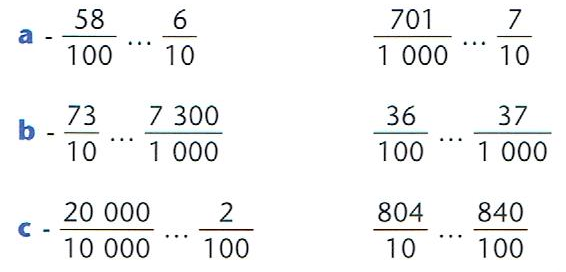 a - 58/100 ... 6/10    701/1 000 ... 7/10
b - 73/10 ... 7 300/1 000    36/100 ... 37/1 000
c - 20 000/10 000 ... 2/100    804/10 ... 840/100